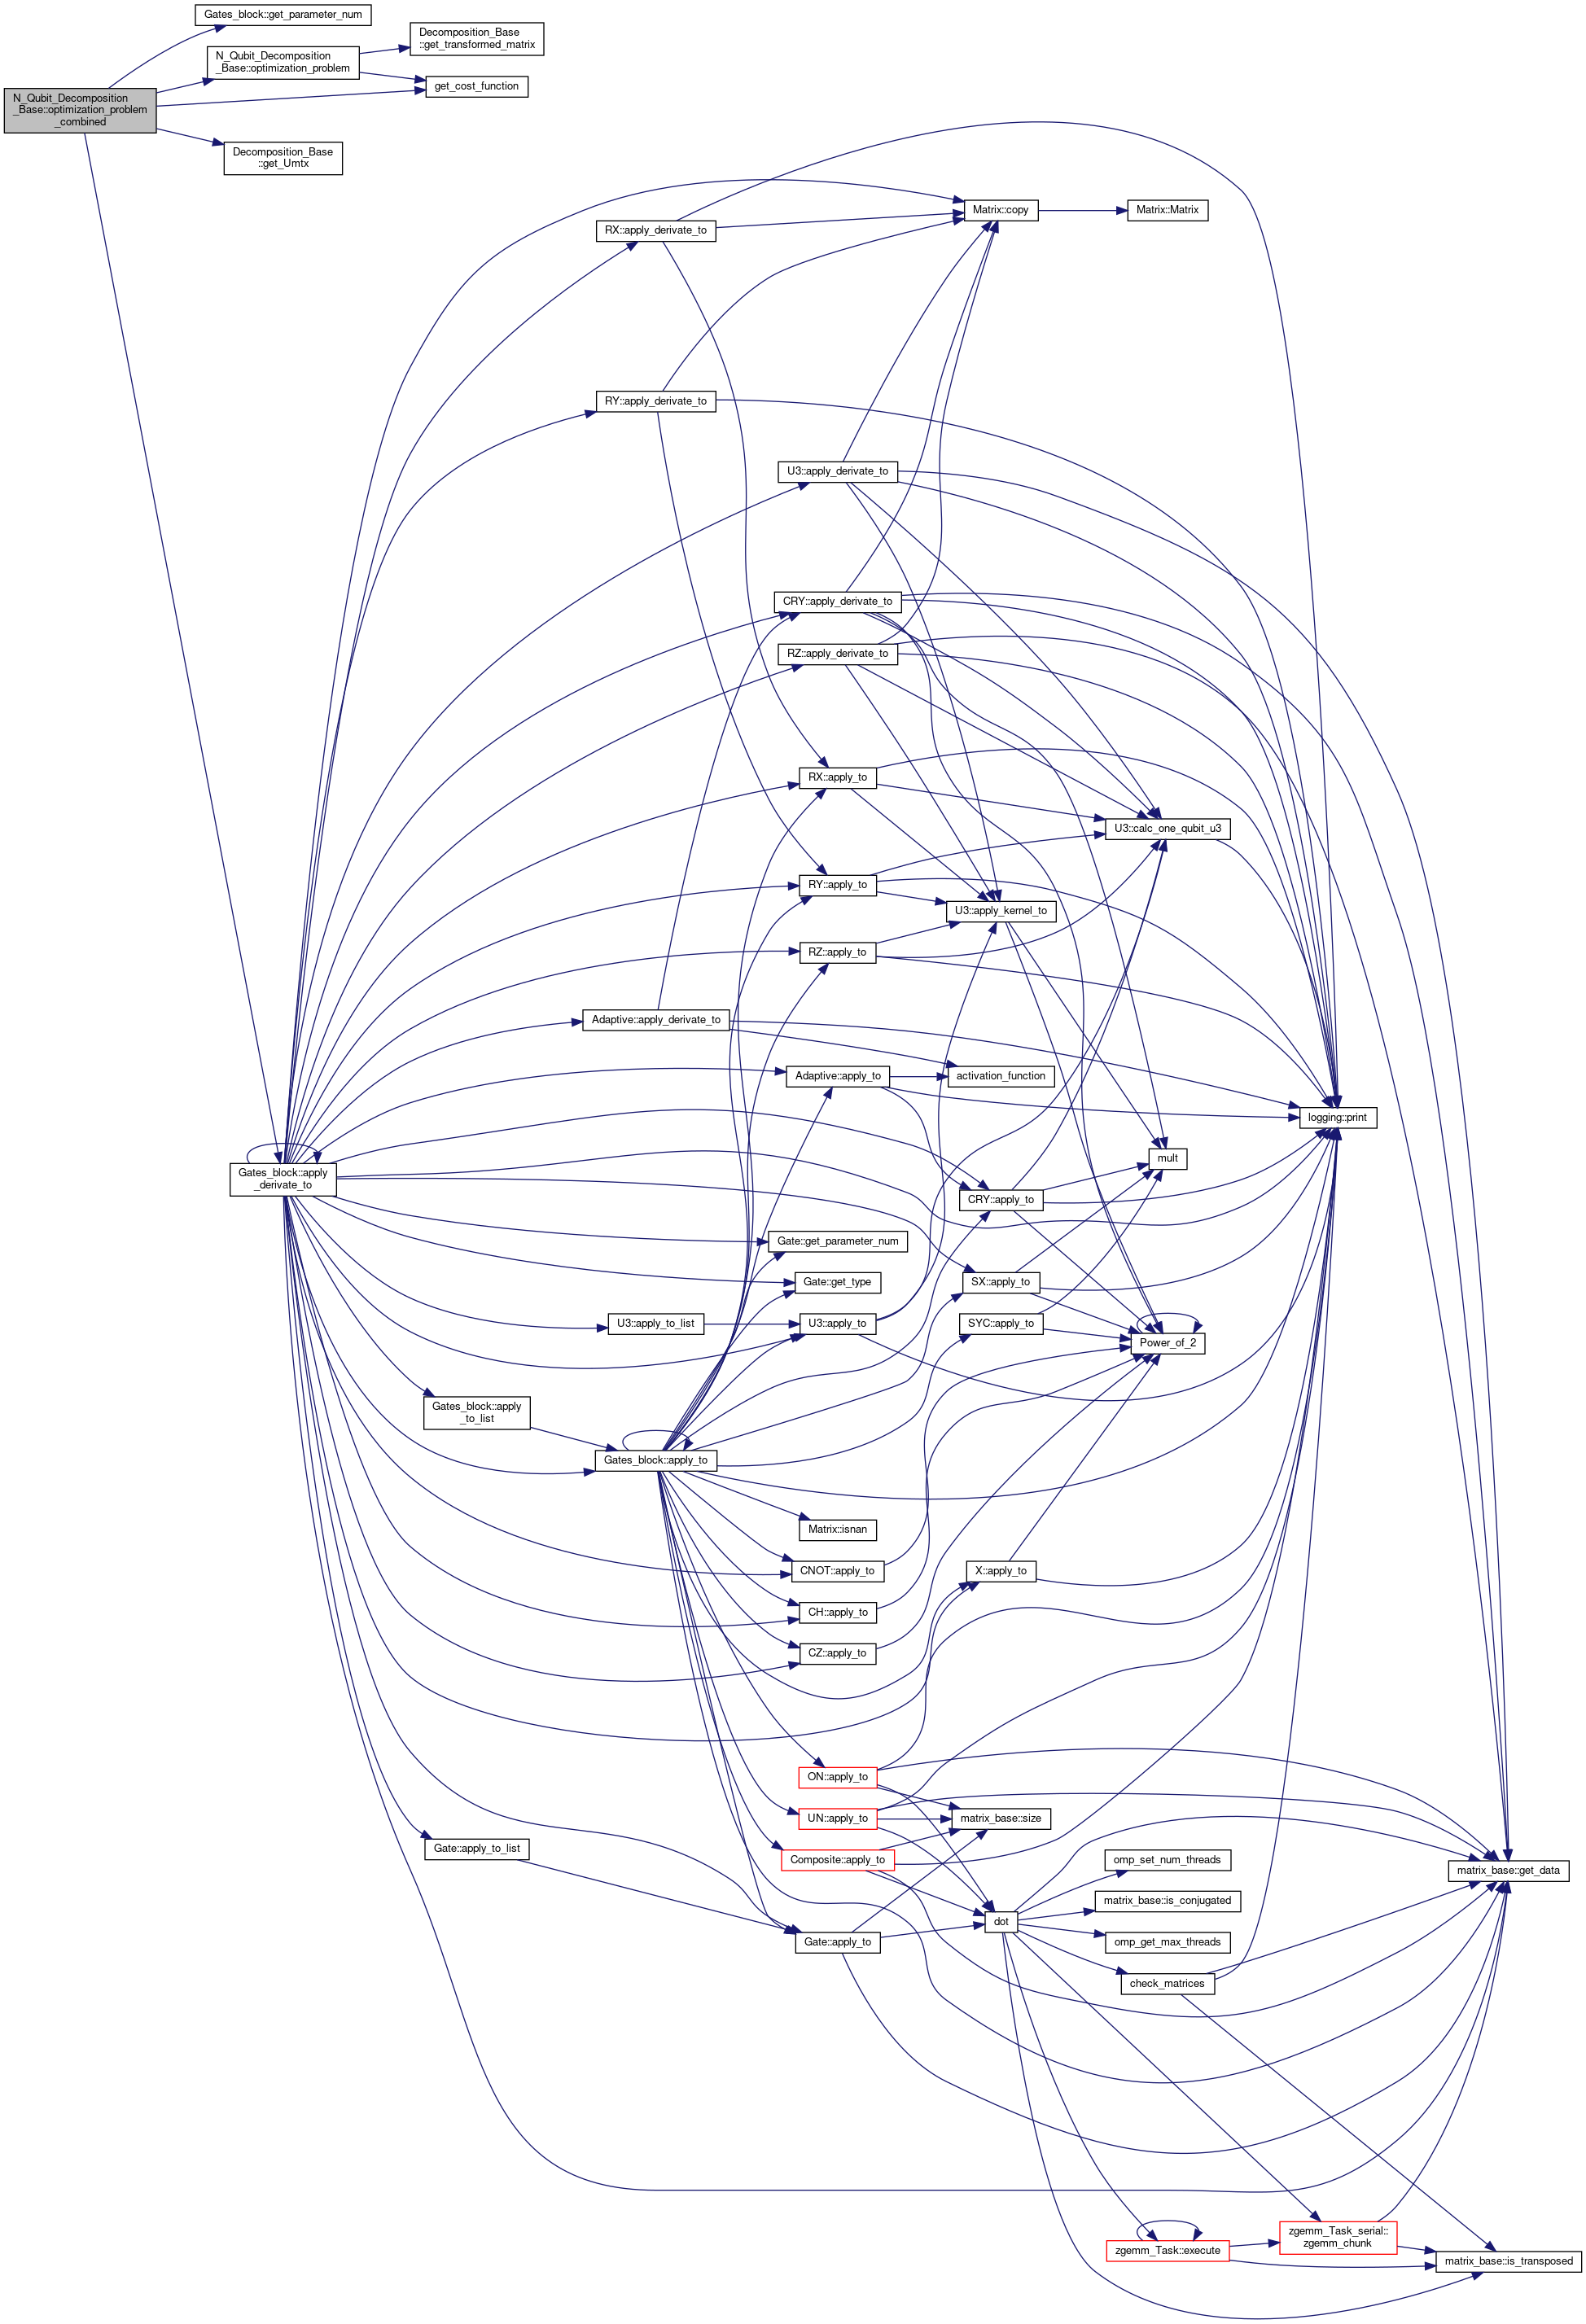 Gates_block::get_parameter_num
Decomposition_Base
::get_transformed_matrix
N_Qubit_Decomposition
_Base::optimization_problem
get_cost_function
N_Qubit_Decomposition
_Base::optimization_problem
_combined
Decomposition_Base
::get_Umtx
Matrix::copy
Matrix::Matrix
RX::apply_derivate_to
RY::apply_derivate_to
U3::apply_derivate_to
CRY::apply_derivate_to
RZ::apply_derivate_to
RX::apply_to
U3::calc_one_qubit_u3
RY::apply_to
U3::apply_kernel_to
RZ::apply_to
Adaptive::apply_derivate_to
Adaptive::apply_to
activation_function
logging::print
mult
Gates_block::apply
_derivate_to
CRY::apply_to
Gate::get_parameter_num
Gate::get_type
SX::apply_to
U3::apply_to_list
U3::apply_to
SYC::apply_to
Power_of_2
Gates_block::apply
_to_list
Gates_block::apply_to
Matrix::isnan
CNOT::apply_to
X::apply_to
CH::apply_to
CZ::apply_to
ON::apply_to
UN::apply_to
matrix_base::size
Gate::apply_to_list
Composite::apply_to
omp_set_num_threads
matrix_base::get_data
matrix_base::is_conjugated
dot
Gate::apply_to
omp_get_max_threads
check_matrices
zgemm_Task_serial::
zgemm_chunk
zgemm_Task::execute
matrix_base::is_transposed